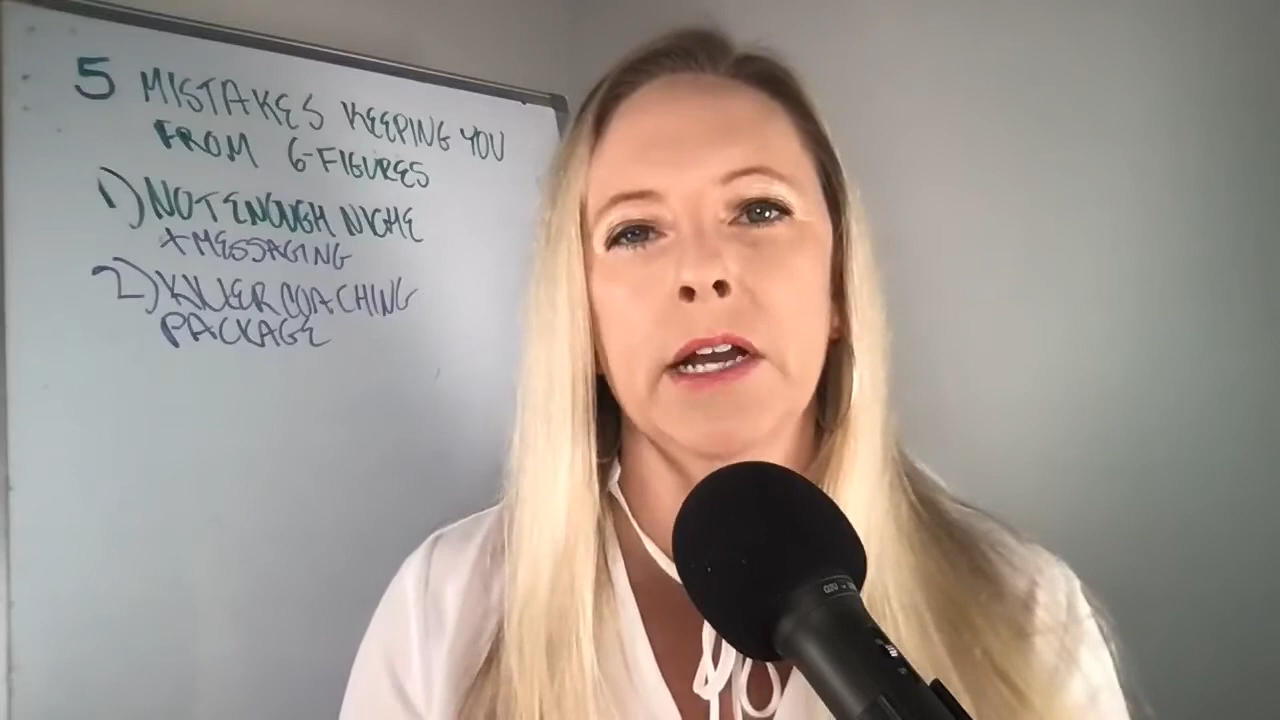 5 MISTAKES KEEPING YOU
FROM 6-FIGURES
1) NOT ENOUGH NICHE
+ MESSAGING
2) KILLER COACHING
PACKAGE